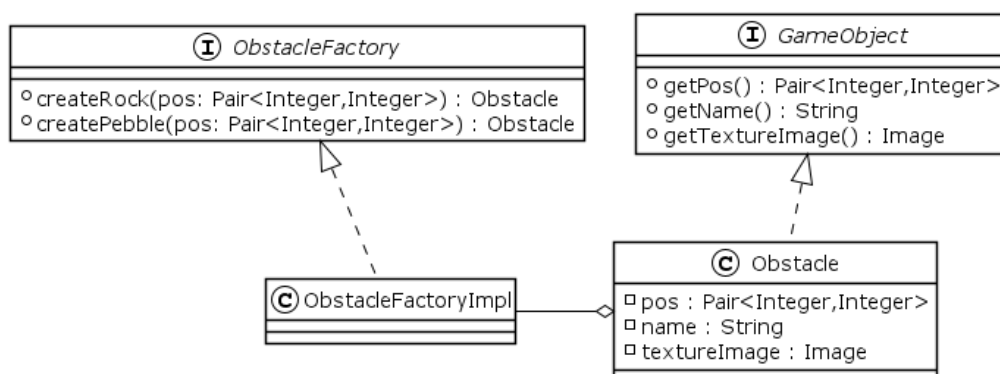 I ObstacleFactory
createRock(pos: Pair<Integer,Integer>) : Obstacle
createPebble(pos: Pair<Integer,Integer>) : Obstacle
I GameObject
getPos() : Pair<Integer,Integer>
getName() : String
getTextureImage() : Image
C ObstacleFactoryImpl
C Obstacle
pos : Pair<Integer,Integer>
name : String
textureImage : Image